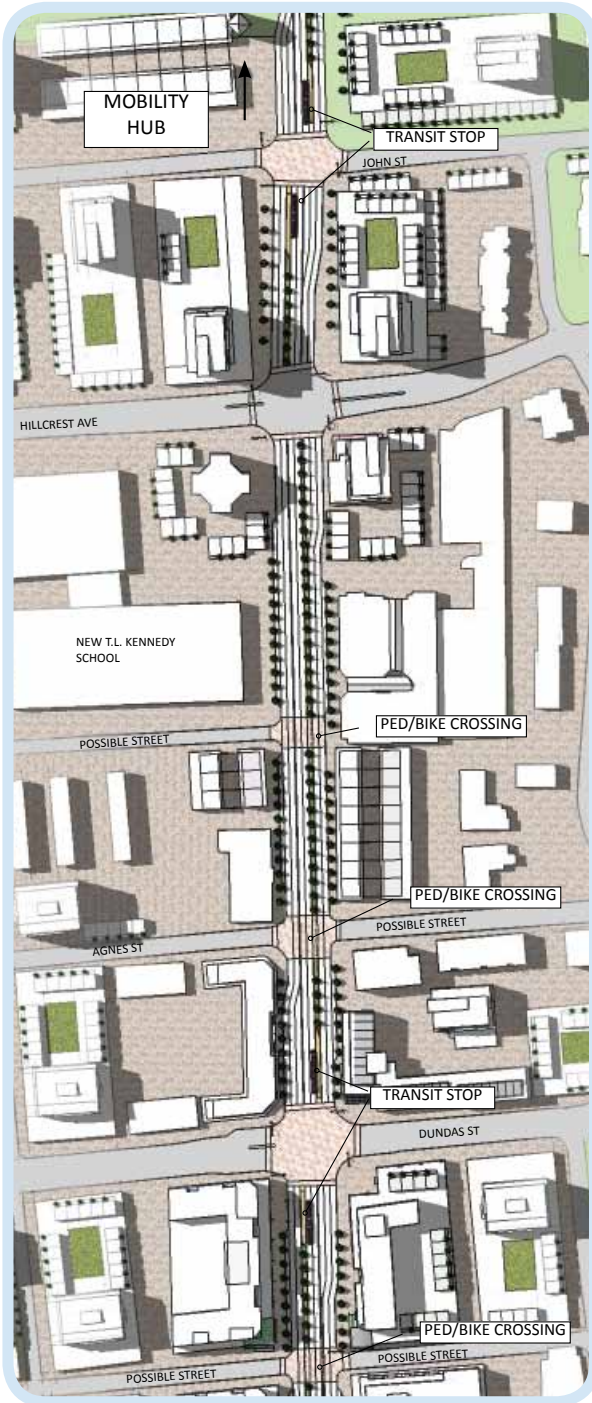 MOBILITY
HUB
TRANSIT STOP
JOHN ST
HILLCREST AVE
NEW T.L. KENNEDY
SCHOOL
PED/BIKE CROSSING
POSSIBLE STREET
PED/BIKE CROSSING
POSSIBLE STREET
AGNES ST
TRANSIT STOP
DUNDAS ST
PED/BIKE CROSSING
POSSIBLE STREET
POSSIBLE STREET